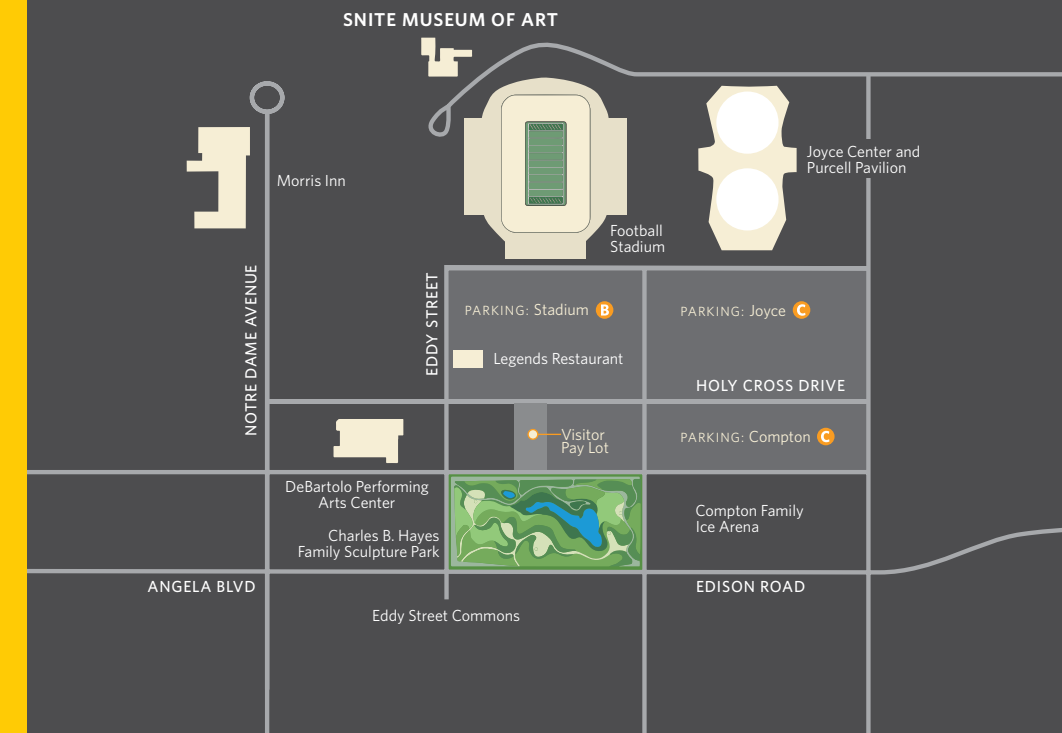 SNITE MUSEUM OF ART
Joyce Center and
Purcell Pavilion
Morris Inn
Football
Stadium
NOTRE DAME AVENUE
EDDY STREET
PARKING: Stadium B
PARKING: Joyce C
Legends Restaurant
HOLY CROSS DRIVE
Visitor
Pay Lot
PARKING: Compton C
DeBartolo Performing
Arts Center
Charles B. Hayes
Family Sculpture Park
Compton Family
Ice Arena
ANGELA BLVD
EDISON ROAD
Eddy Street Commons